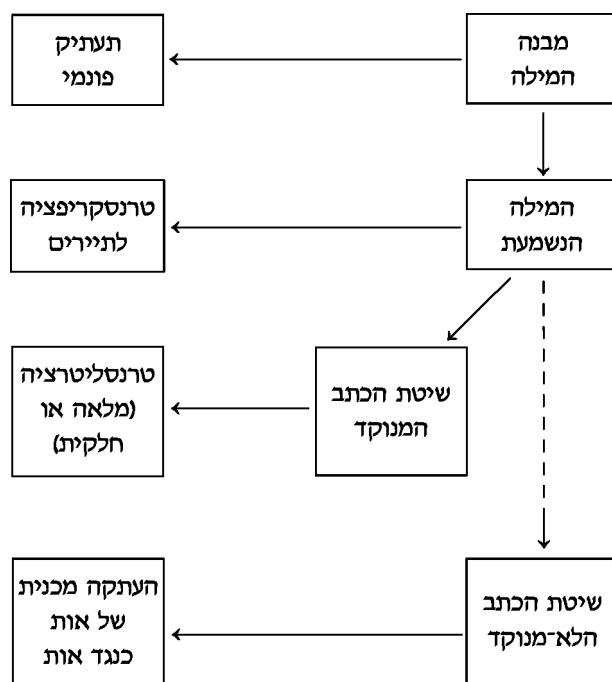 מבנה
המילה
תעתיק
פונמי
המילה
הנשמעת
טרנסקריפציה
לתיירים
שיטת הכתב
המנוקד
טרנסליטרציה
(מלאה או
חלקית)
שיטת הכתב
הלא-מנוקד
העתקה מכנית
של אות
כנגד אות